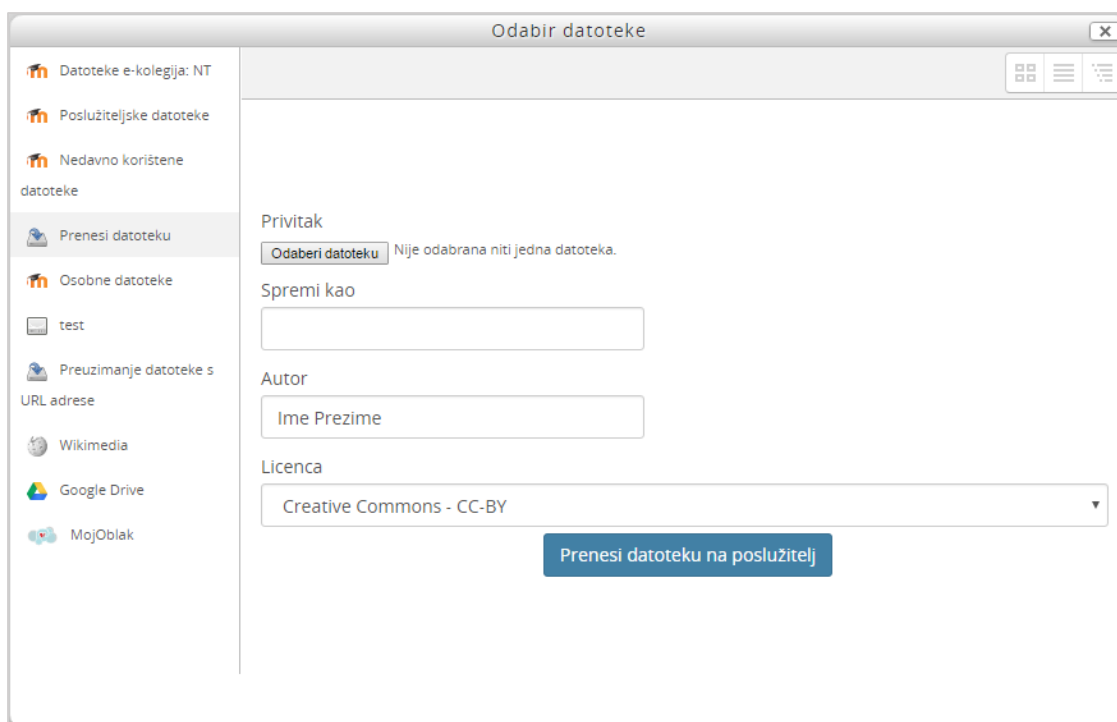 Odabir datoteke
Datoteke e-kolegija: NT
Poslužiteljske datoteke
Nedavno korištene
datoteke
Prenesi datoteku
Osobne datoteke
test
Preuzimanje datoteke s
URL adrese
Wikimedia
Google Drive
MojOblak
Privitak
Odaberi datoteku Nije odabrana niti jedna datoteka.
Spremi kao
Autor
Ime Prezime
Licenca
Creative Commons - CC-BY
Prenesi datoteku na poslužitelj